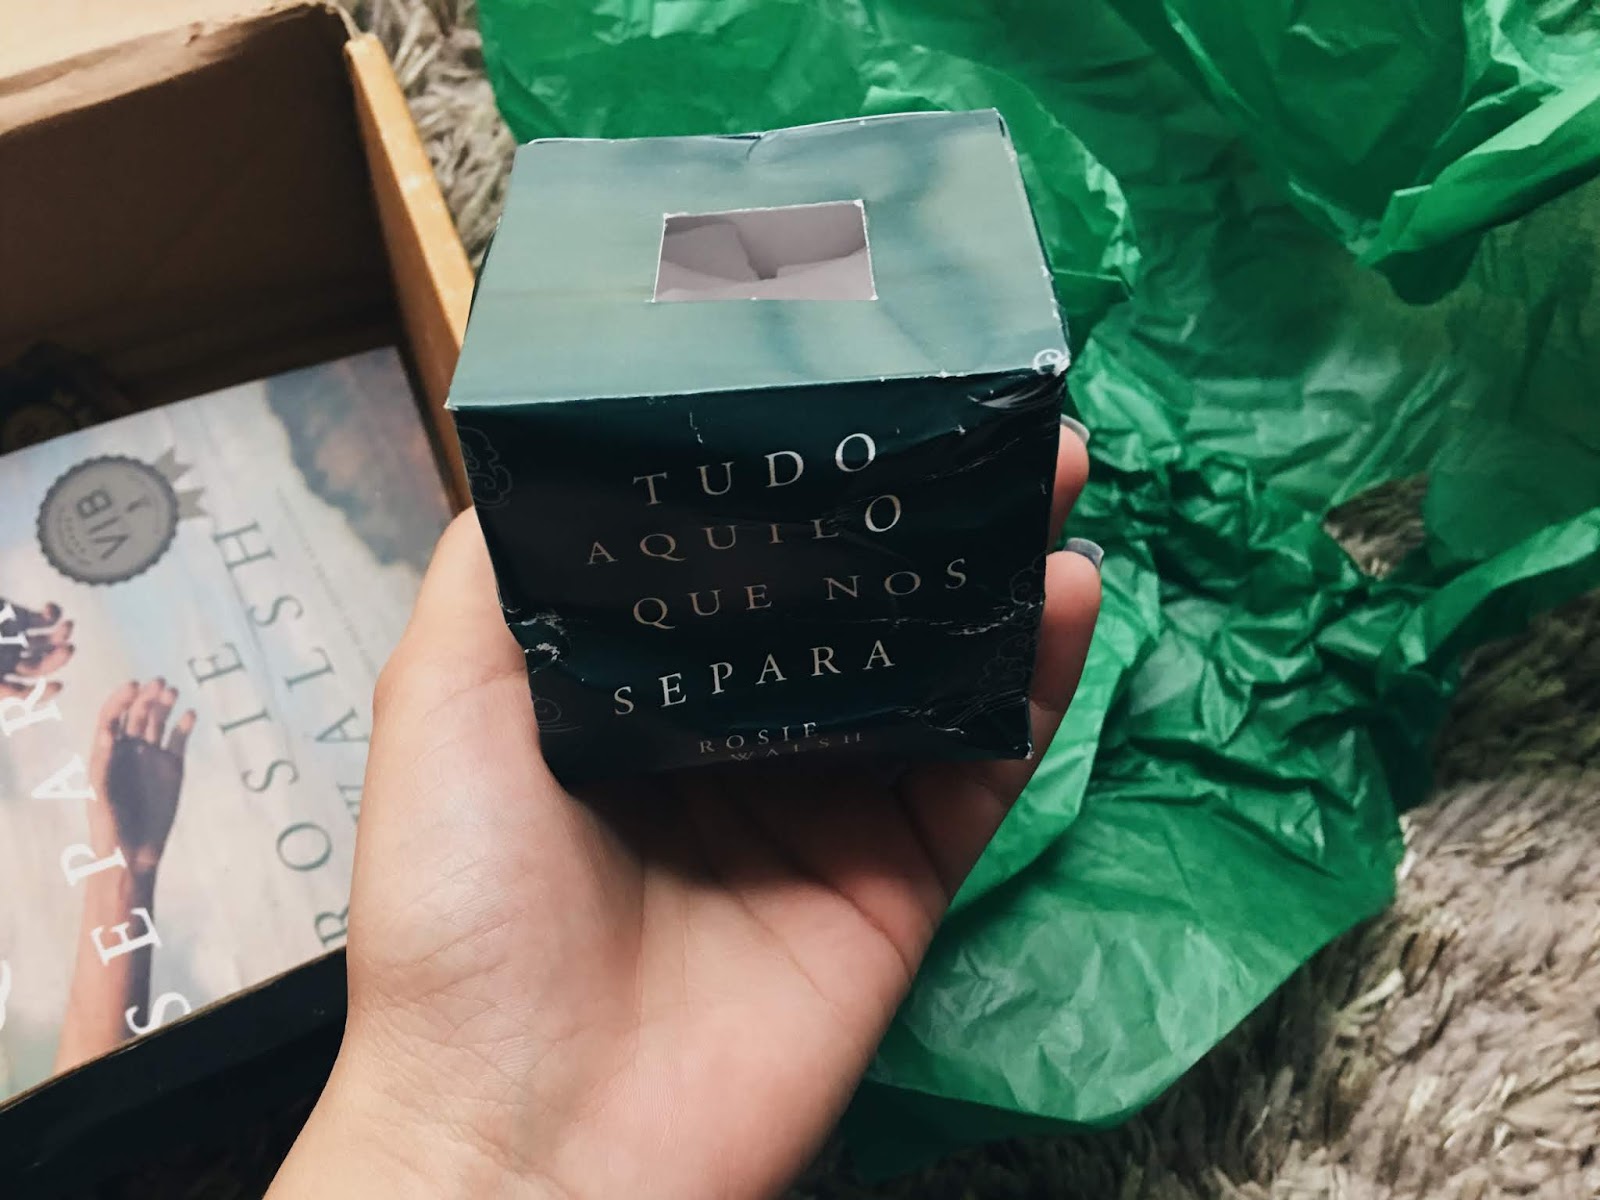 TUDO
AQUILO
QUE NOS
SEPARA
ROSIE
WALSH
VIB
ROSIE
WALSH
SEPARA